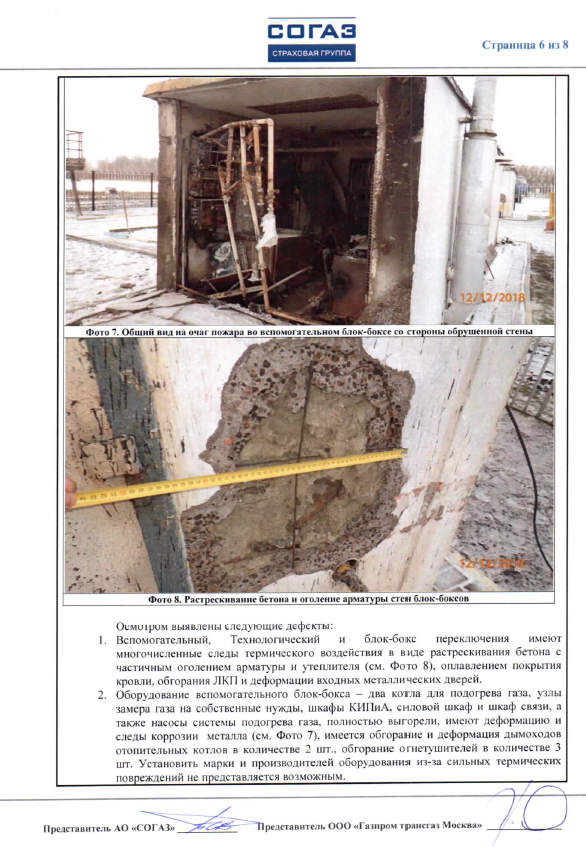 СОГАЗ
СТРАХОВАЯ ГРУППА
Страница 6 из 8
12/12/2018
Фото 7. Общий вид на очаг пожара во вспомогательном блок-боксе со стороны обрушенной стены
12/12/2018
Фото 8. Растрескивание бетона и оголение арматуры стен блок-боксов
Осмотром выявлены следующие дефекты:
1. Вспомогательный, Технологический и блок-бокс переключения имеют
многочисленные следы термического воздействия в виде растрескивания бетона с
частичным оголением арматуры и утеплителя (см. Фото 8), оплавлением покрытия
кровли, обгорания ЛКП и деформации входных металлических дверей.
2. Оборудование вспомогательного блок-бокса – два котла для подогрева газа, узлы
замера газа на собственные нужды, шкафы КИПиА, силовой шкаф и шкаф связи, а
также насосы системы подогрева газа, полностью выгорели, имеют деформацию и
следы коррозии металла (см. Фото 7), имеется обгорание и деформация дымоходов
отопительных котлов в количестве 2 шт., обгорание огнетушителей в количестве 3
шт. Установить марки и производителей оборудования из-за сильных термических
повреждений не представляется возможным.
Представитель АО «СОГАЗ»
Представитель ООО «Газпром трансгаз Москва»